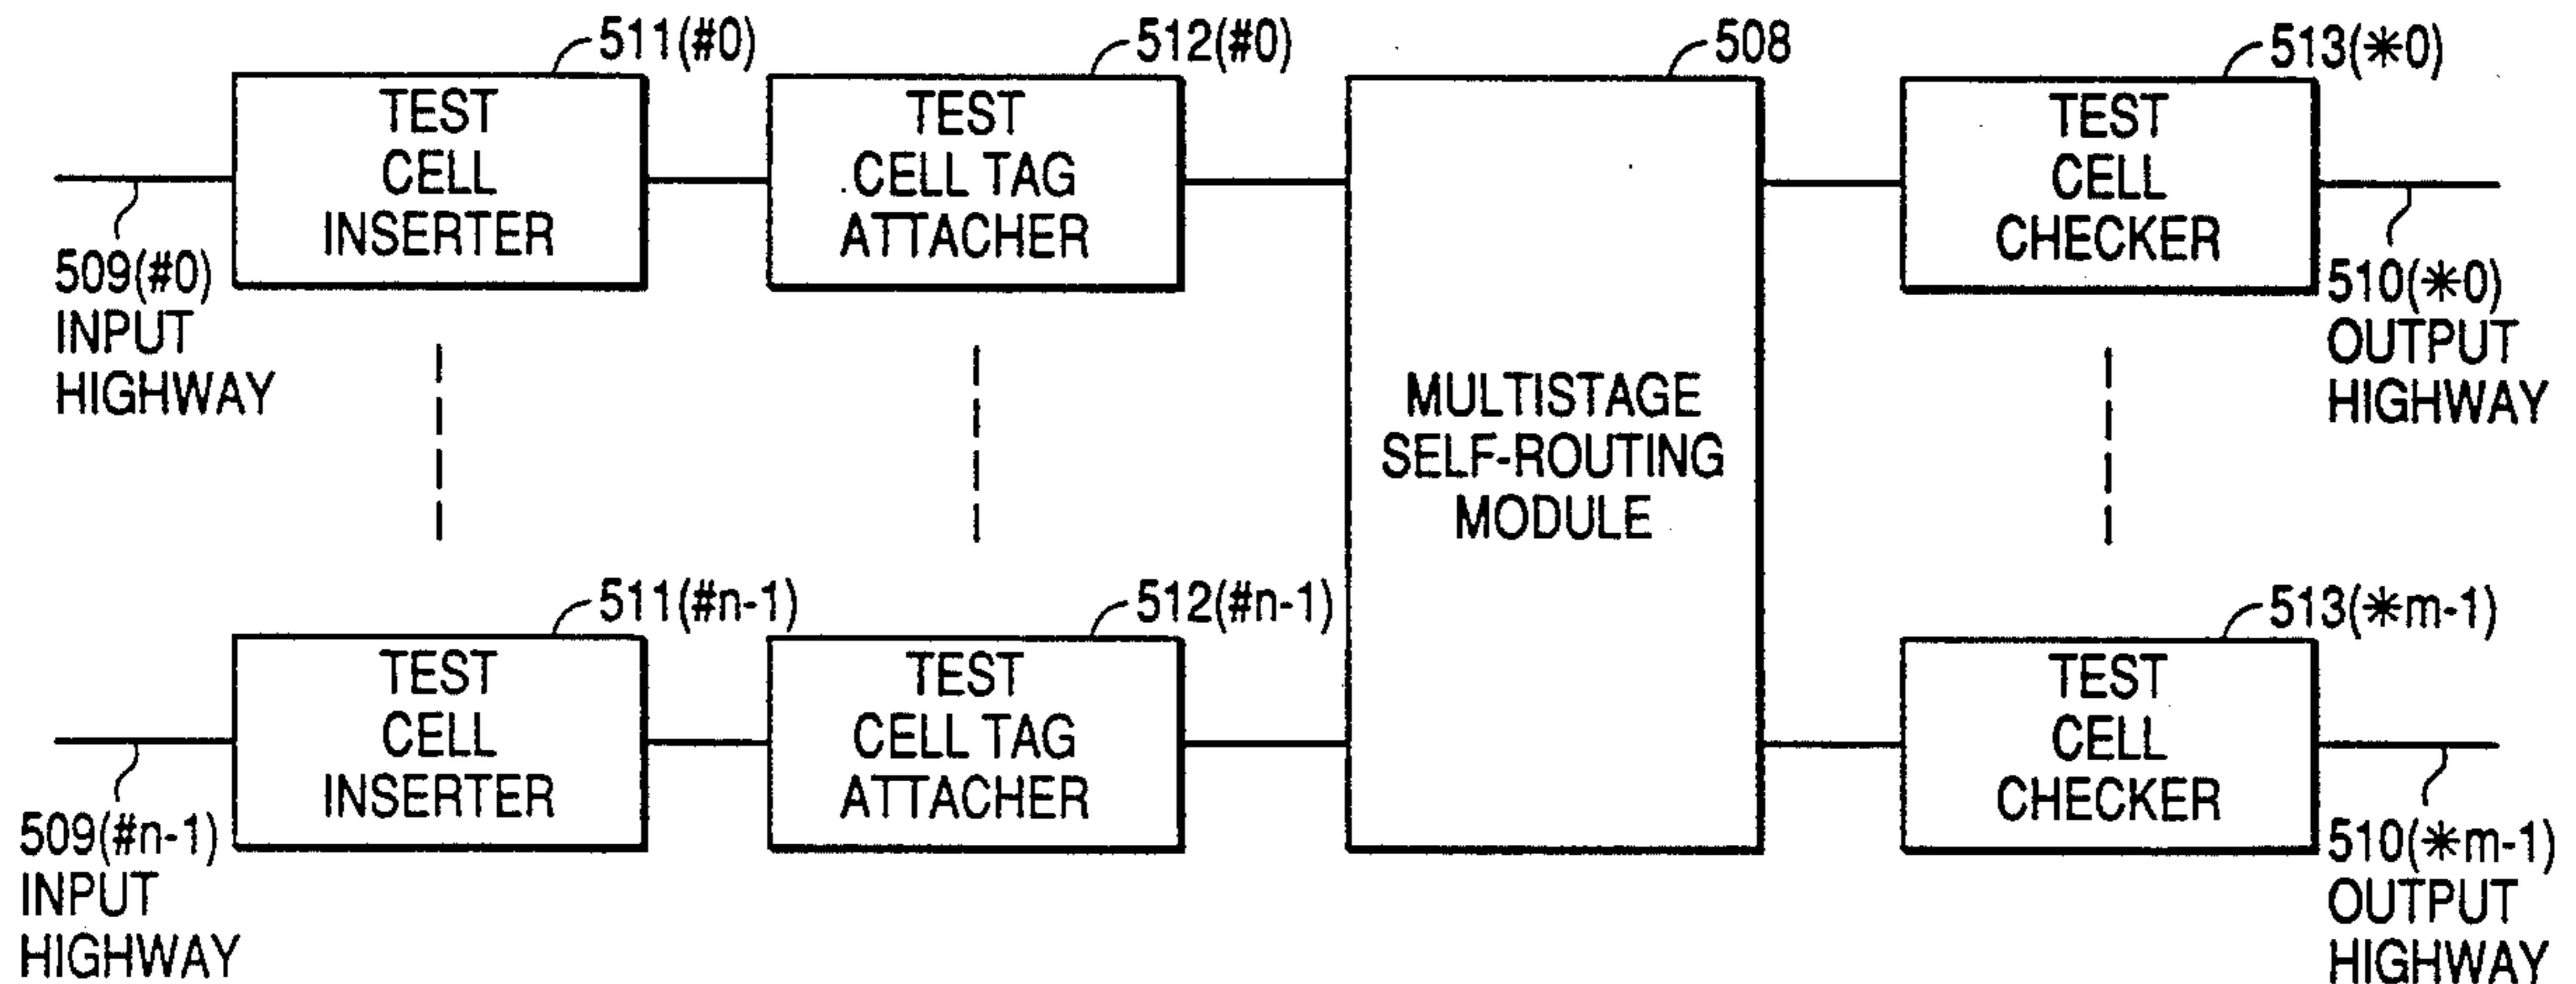 511(#0)
512(#0)
508
513(✳0)
TEST
CELL
INSERTER
TEST
CELL TAG
ATTACHER
TEST
CELL
CHECKER
509(#0)
INPUT
HIGHWAY
510(✳0)
OUTPUT
HIGHWAY
MULTISTAGE
SELF-ROUTING
MODULE
511(#n-1)
512(#n-1)
513(✳m-1)
TEST
CELL
INSERTER
TEST
CELL TAG
ATTACHER
TEST
CELL
CHECKER
509(#n-1)
INPUT
HIGHWAY
510(✳m-1)
OUTPUT
HIGHWAY